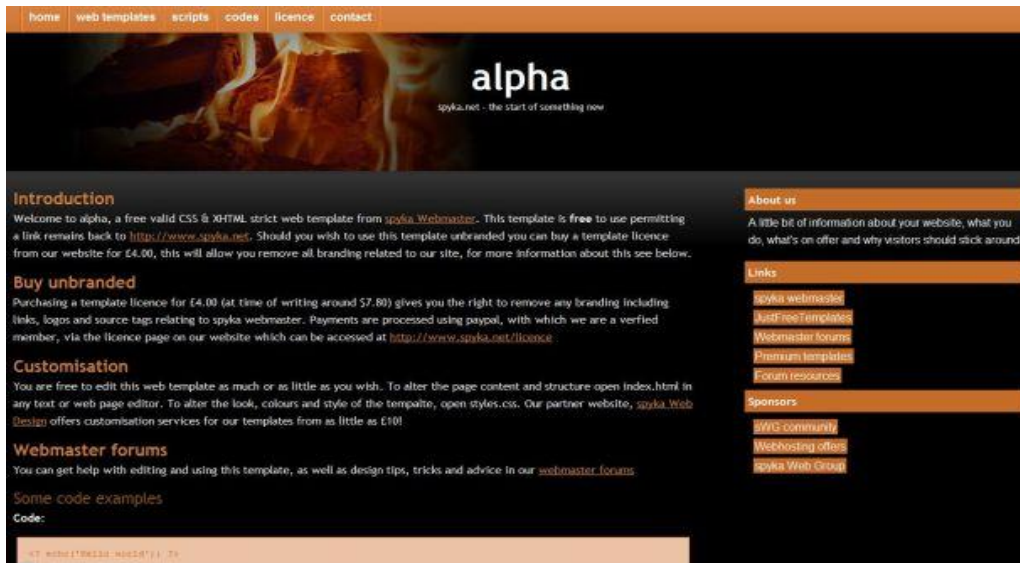 home web templates scripts codes licence contact
alpha
spyka.net - the start of something new
Introduction
Welcome to alpha, a free valid CSS & XHTML strict web template from spyka Webmaster. This template is free to use permitting
a link remains back to http://www.spyka.net. Should you wish to use this template unbranded you can buy a template licence
from our website for £4.00, this will allow you remove all branding related to our site, for more information about this see below.
Buy unbranded
Purchasing a template licence for £4.00 (at time of writing around $7.80) gives you the right to remove any branding including
links, logos and source tags relating to spyka webmaster. Payments are processed using paypal, with which we are a verfied
member, via the licence page on our website which can be accessed at http://www.spyka.net/licence
Customisation
You are free to edit this web template as much or as little as you wish. To alter the page content and structure open index.html in
any text or web page editor. To alter the look, colours and style of the tempalte, open styles.css. Our partner website, spyka Web
Design offers customisation services for our templates from as little as £10!
Webmaster forums
You can get help with editing and using this template, as well as design tips, tricks and advice in our webmaster forums
Some code examples
Code:
<? echo('Hello world'); ?>
About us
A little bit of information about your website, what you
do, what's on offer and why visitors should stick around
Links
spyka webmaster
JustFreeTemplates
Webmaster forums
Premium templates
Forum resources
Sponsors
sWG community
Webhosting offers
spyka Web Group